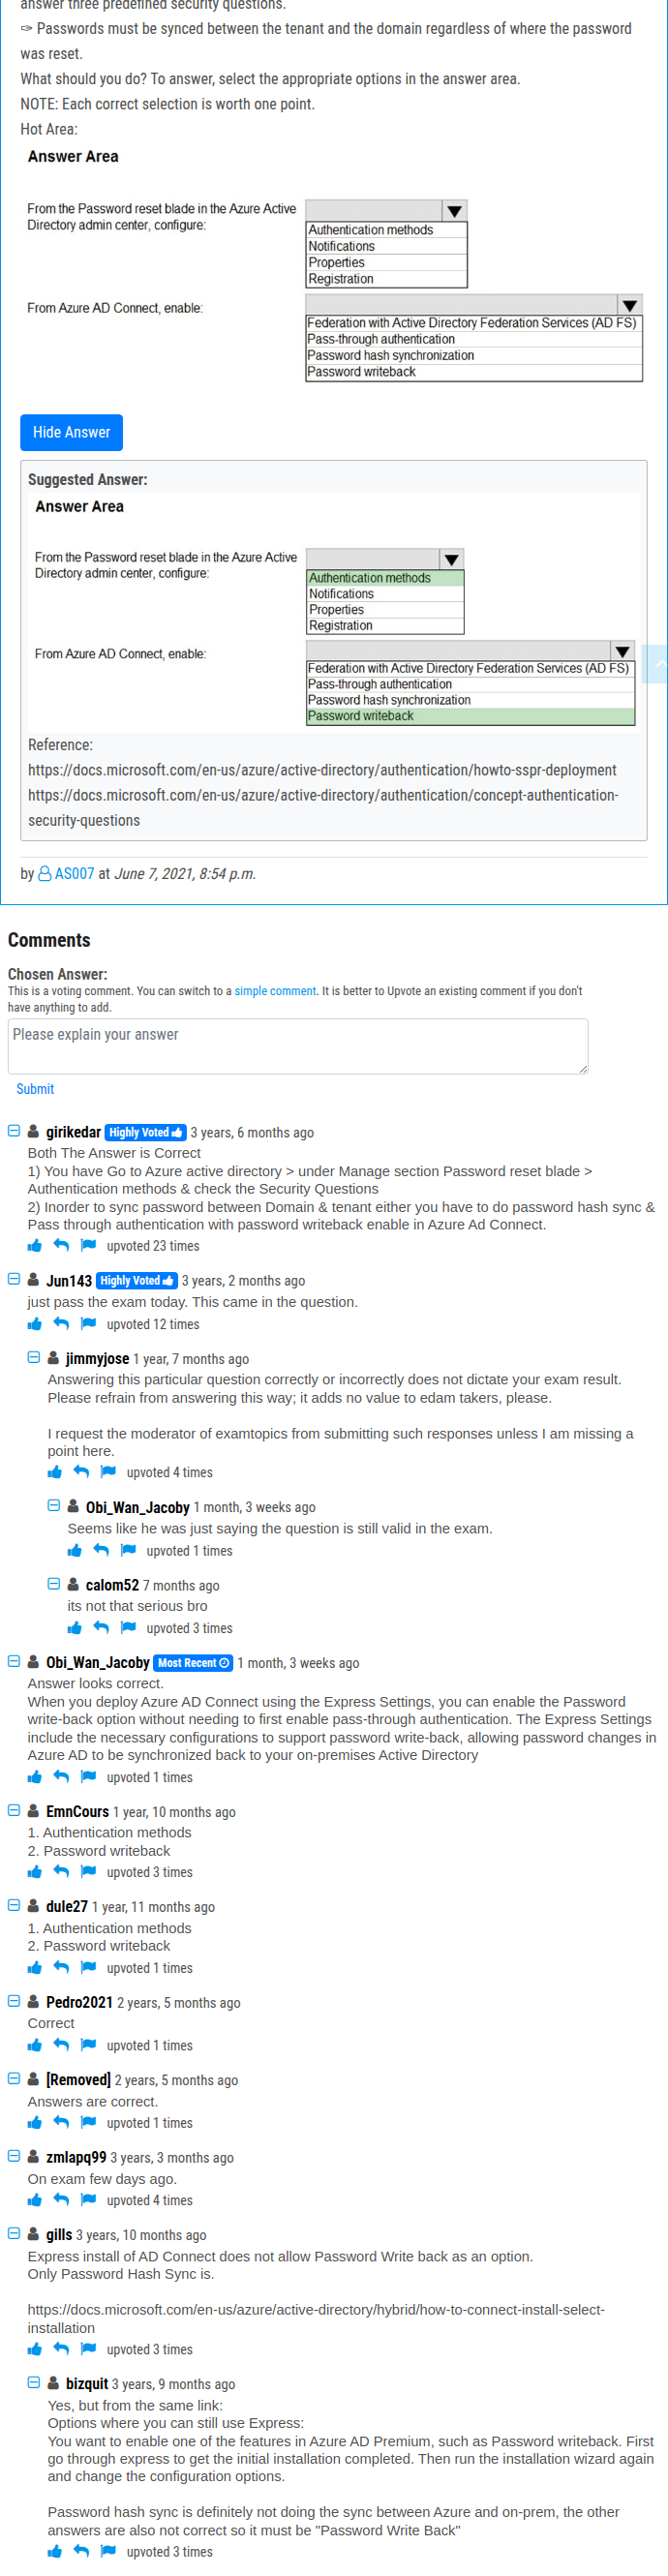 answer three predefined security questions.
⇨ Passwords must be synced between the tenant and the domain regardless of where the password
was reset.
What should you do? To answer, select the appropriate options in the answer area.
NOTE: Each correct selection is worth one point.
Hot Area:
Answer Area
From the Password reset blade in the Azure Active
Directory admin center, configure:
Authentication methods
Notifications
Properties
Registration
From Azure AD Connect, enable:
Federation with Active Directory Federation Services (AD FS)
Pass-through authentication
Password hash synchronization
Password writeback
Hide Answer
Suggested Answer:
Answer Area
From the Password reset blade in the Azure Active
Directory admin center, configure:
Authentication methods
Notifications
Properties
Registration
From Azure AD Connect, enable:
Federation with Active Directory Federation Services (AD FS)
Pass-through authentication
Password hash synchronization
Password writeback
Reference:
https://docs.microsoft.com/en-us/azure/active-directory/authentication/howto-sspr-deployment
https://docs.microsoft.com/en-us/azure/active-directory/authentication/concept-authentication-
security-questions
by AS007 at June 7, 2021, 8:54 p.m.
Comments
Chosen Answer:
This is a voting comment. You can switch to a simple comment. It is better to Upvote an existing comment if you don't
have anything to add.
Please explain your answer
Submit
girikedar Highly Voted 3 years, 6 months ago
Both The Answer is Correct
1) You have Go to Azure active directory > under Manage section Password reset blade >
Authentication methods & check the Security Questions
2) Inorder to sync password between Domain & tenant either you have to do password hash sync &
Pass through authentication with password writeback enable in Azure Ad Connect.
upvoted 23 times
Jun143 Highly Voted 3 years, 2 months ago
just pass the exam today. This came in the question.
upvoted 12 times
jimmyjose 1 year, 7 months ago
Answering this particular question correctly or incorrectly does not dictate your exam result.
Please refrain from answering this way; it adds no value to edam takers, please.
I request the moderator of examtopics from submitting such responses unless I am missing a
point here.
upvoted 4 times
Obi_Wan_Jacoby 1 month, 3 weeks ago
Seems like he was just saying the question is still valid in the exam.
upvoted 1 times
calom52 7 months ago
its not that serious bro
upvoted 3 times
Obi_Wan_Jacoby Most Recent 1 month, 3 weeks ago
Answer looks correct.
When you deploy Azure AD Connect using the Express Settings, you can enable the Password
write-back option without needing to first enable pass-through authentication. The Express Settings
include the necessary configurations to support password write-back, allowing password changes in
Azure AD to be synchronized back to your on-premises Active Directory
upvoted 1 times
EmnCours 1 year, 10 months ago
1. Authentication methods
2. Password writeback
upvoted 3 times
dule27 1 year, 11 months ago
1. Authentication methods
2. Password writeback
upvoted 1 times
Pedro2021 2 years, 5 months ago
Correct
upvoted 1 times
[Removed] 2 years, 5 months ago
Answers are correct.
upvoted 1 times
zmlapq99 3 years, 3 months ago
On exam few days ago.
upvoted 4 times
gills 3 years, 10 months ago
Express install of AD Connect does not allow Password Write back as an option.
Only Password Hash Sync is.
https://docs.microsoft.com/en-us/azure/active-directory/hybrid/how-to-connect-install-select-
installation
upvoted 3 times
bizquit 3 years, 9 months ago
Yes, but from the same link:
Options where you can still use Express:
You want to enable one of the features in Azure AD Premium, such as Password writeback. First
go through express to get the initial installation completed. Then run the installation wizard again
and change the configuration options.
Password hash sync is definitely not doing the sync between Azure and on-prem, the other
answers are also not correct so it must be "Password Write Back"
upvoted 3 times